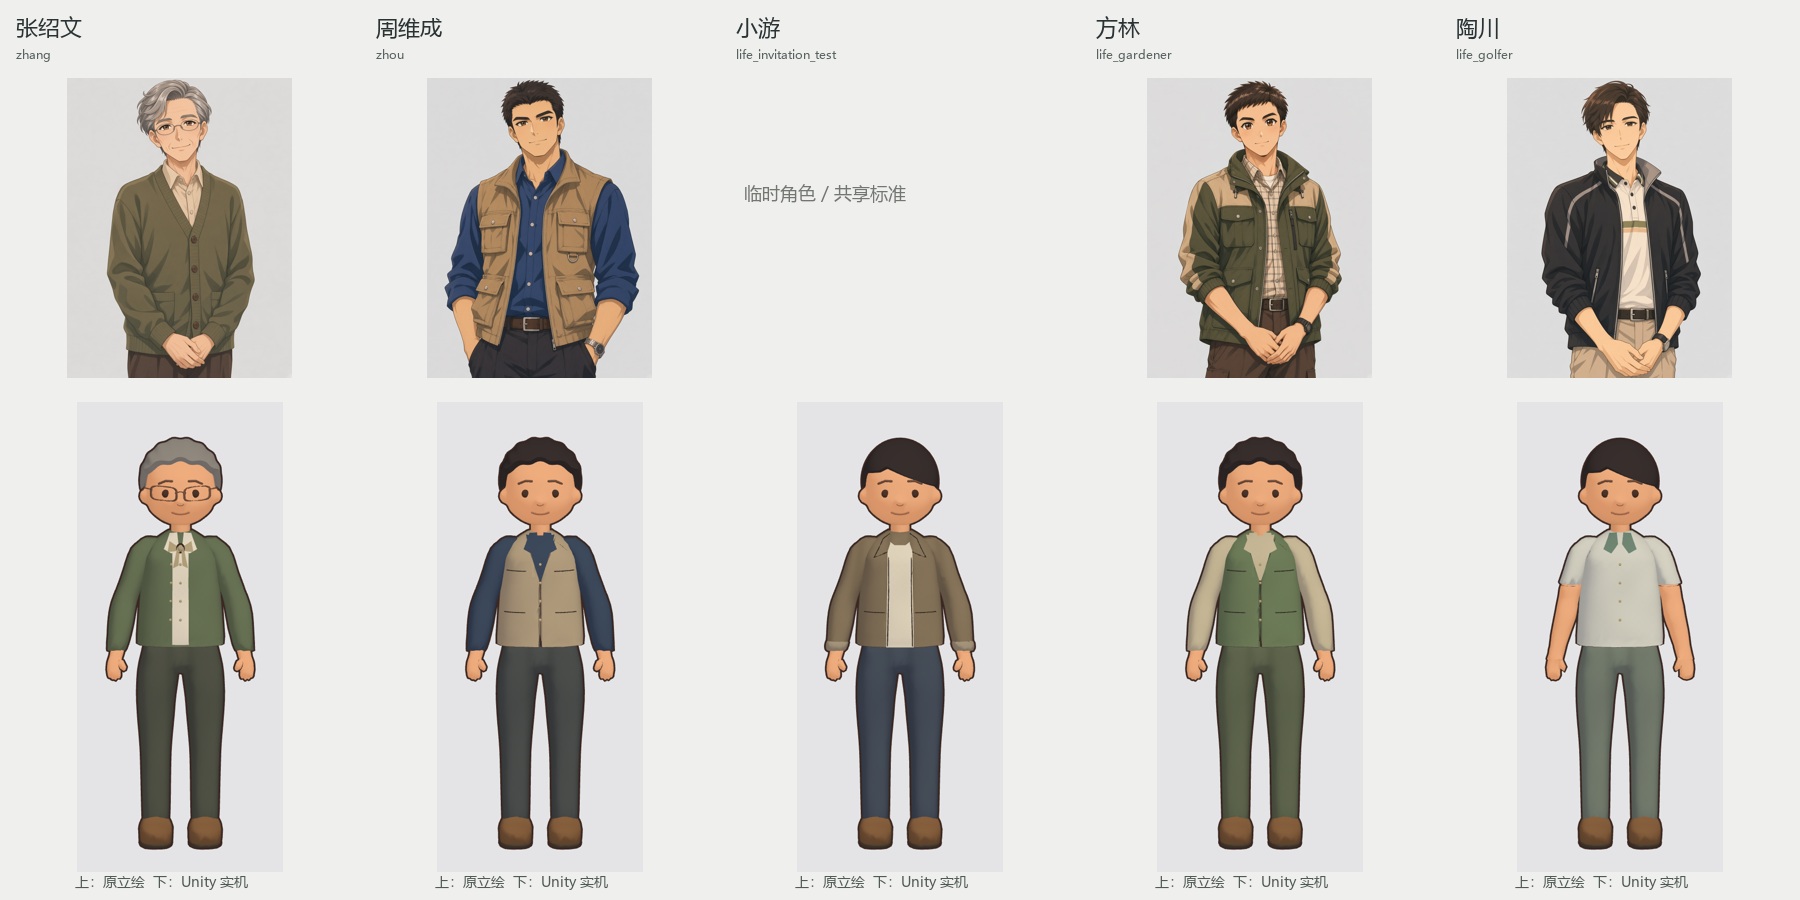 张绍文
zhang
周维成
zhou
小游
life_invitation_test
方林
life_gardener
陶川
life_golfer
临时角色 / 共享标准
上：原立绘 下：Unity 实机
上：原立绘 下：Unity 实机
上：原立绘 下：Unity 实机
上：原立绘 下：Unity 实机
上：原立绘 下：Unity 实机